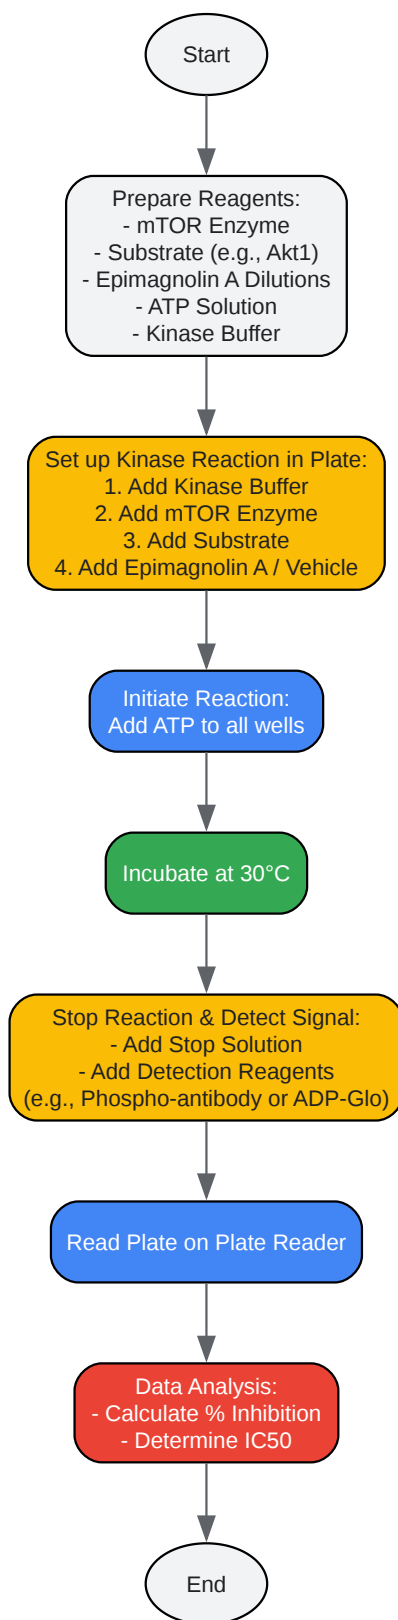 Start
Prepare Reagents:
- mTOR Enzyme
- Substrate (e.g., Akt1)
- Epimagnolin A Dilutions
- ATP Solution
- Kinase Buffer
Set up Kinase Reaction in Plate:
1. Add Kinase Buffer
2. Add mTOR Enzyme
3. Add Substrate
4. Add Epimagnolin A / Vehicle
Initiate Reaction:
Add ATP to all wells
Incubate at 30°C
Stop Reaction & Detect Signal:
- Add Stop Solution
- Add Detection Reagents
(e.g., Phospho-antibody or ADP-Glo)
Read Plate on Plate Reader
Data Analysis:
- Calculate % Inhibition
- Determine IC50
End